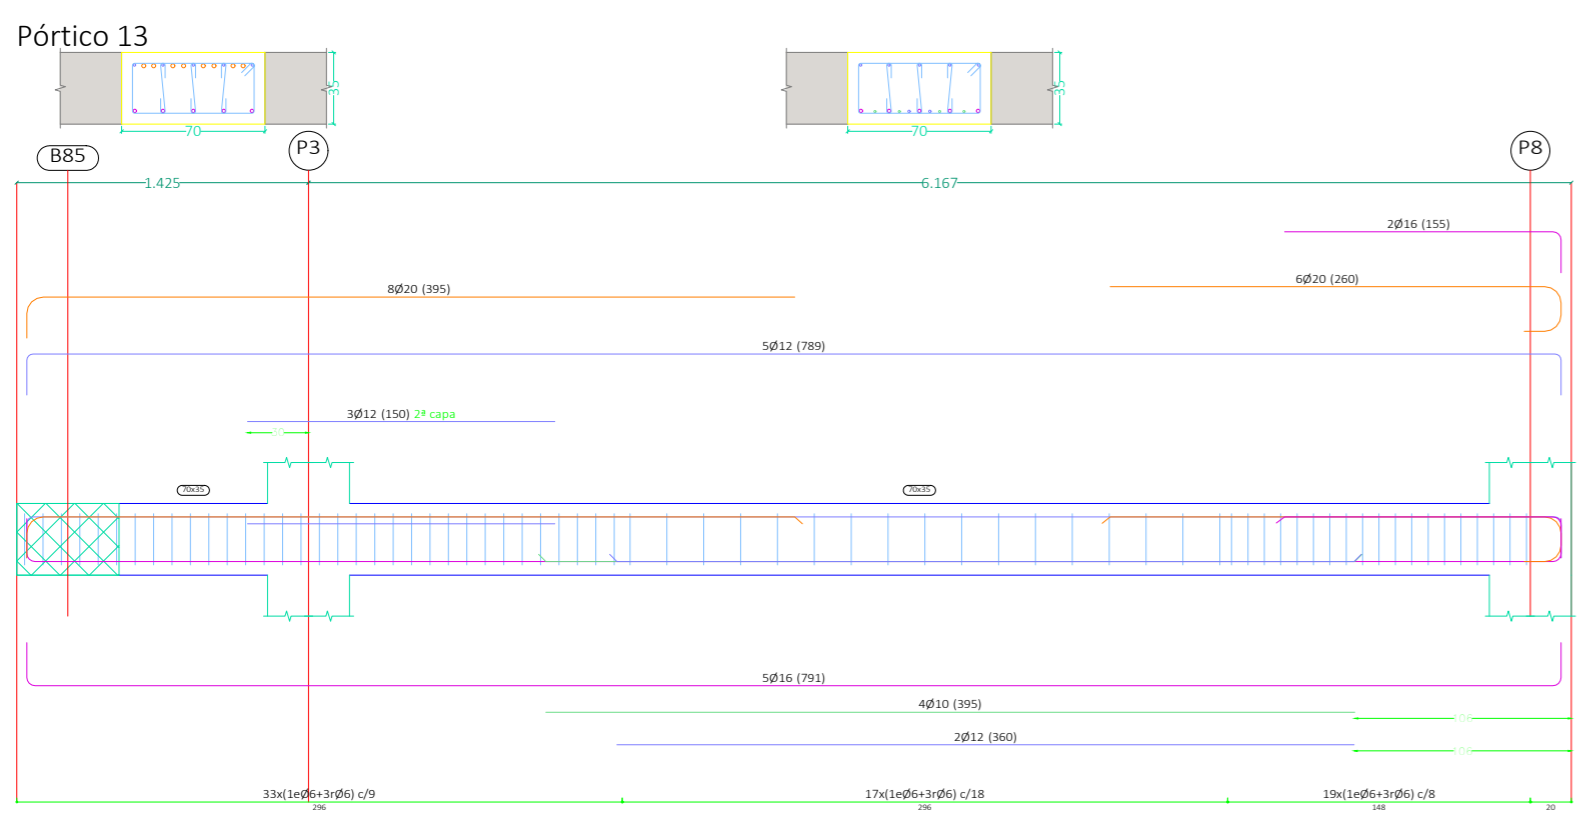 Pórtico 13
35
35
70
70
B85
P3
P8
1.425
6.167
2Ø16 (155)
6Ø20 (260)
8Ø20 (395)
5Ø12 (789)
3Ø12 (150) 2ª capa
70x35
70x35
5Ø16 (791)
4Ø10 (395)
106
2Ø12 (360)
106
33x(1eØ6+3rØ6) c/9
17x(1eØ6+3rØ6) c/18
19x(1eØ6+3rØ6) c/8
296
296
148
20